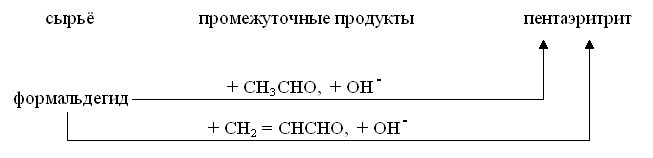 сырьё промежуточные продукты пентаэритрит
+ CH₃CHO, + OH⁻
формальдегид
+ CH₂ = CHCHO, + OH⁻